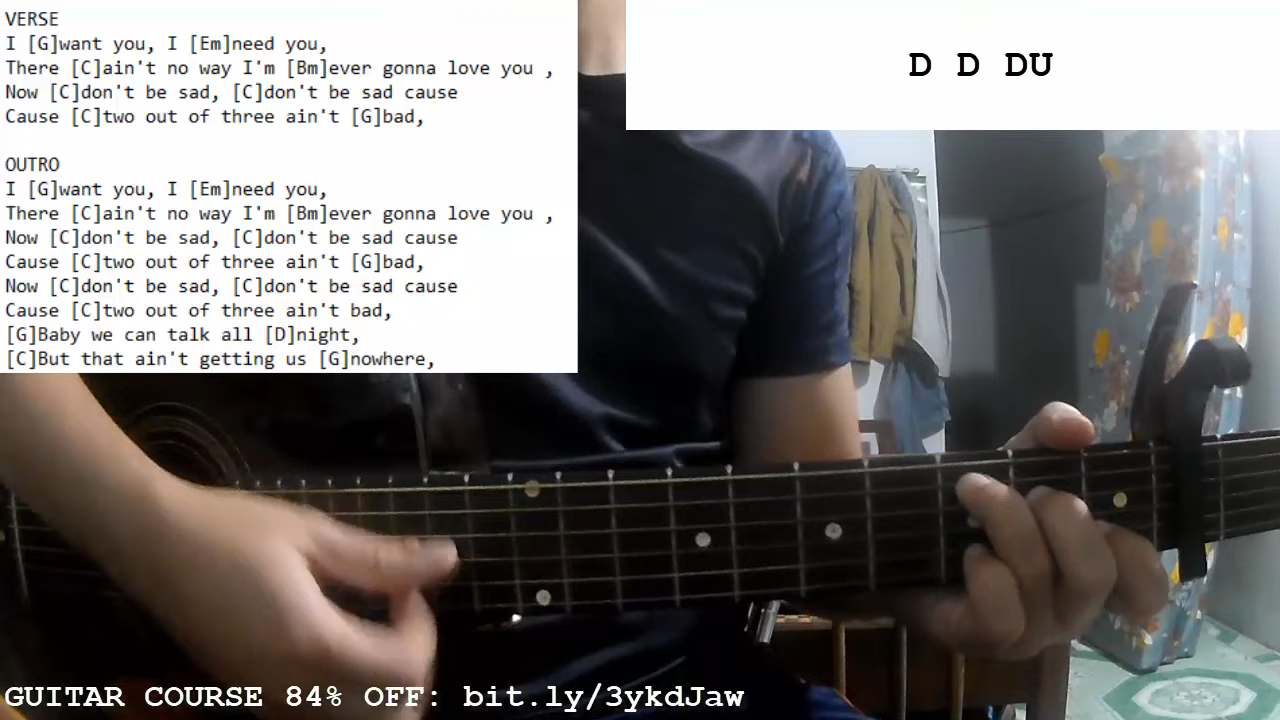 VERSE
I [G]want you, I [Em]need you,
There [C]ain't no way I'm [Bm]ever gonna love you ,
Now [C]don't be sad, [C]don't be sad cause
Cause [C]two out of three ain't [G]bad,
OUTRO
I [G]want you, I [Em]need you,
There [C]ain't no way I'm [Bm]ever gonna love you ,
Now [C]don't be sad, [C]don't be sad cause
Cause [C]two out of three ain't [G]bad,
Now [C]don't be sad, [C]don't be sad cause
Cause [C]two out of three ain't bad,
[G]Baby we can talk all [D]night,
[C]But that ain't getting us [G]nowhere,
D D DU
GUITAR COURSE 84% OFF: bit.ly/3ykdJaw